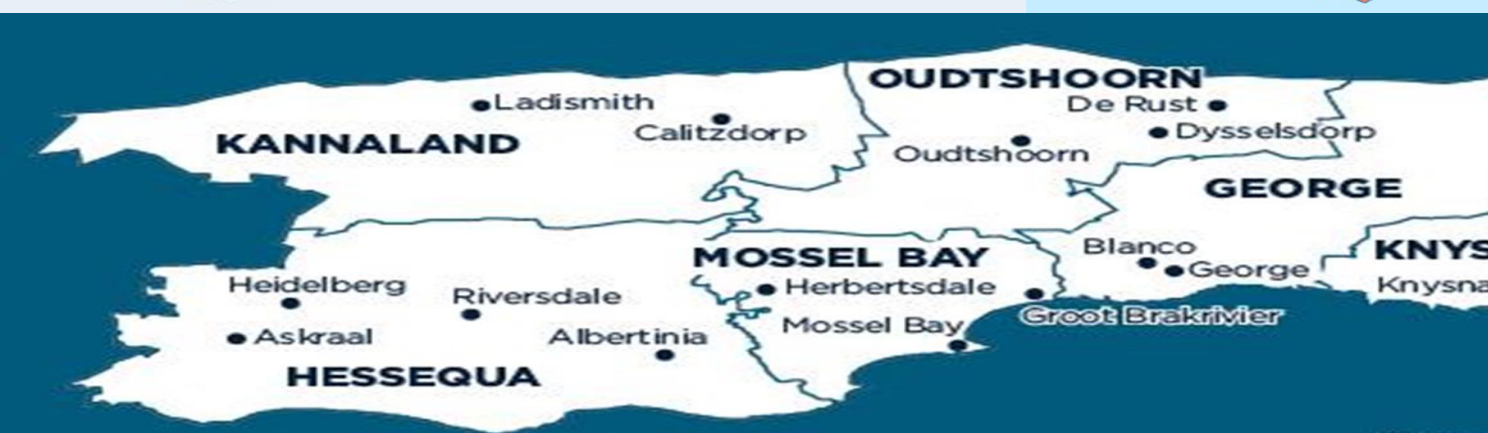 OUDTSHOORN
De Rust
Ladismith
Calitzdorp
Dysselsdorp
KANNALAND
Oudtshoorn
GEORGE
Blanco
KNYS
MOSSEL BAY
George
Heidelberg
Herbertsdale
Knysna
Riversdale
Groot Brakrivier
Askraal
Albertinia
Mossel Bay
HESSEQUA